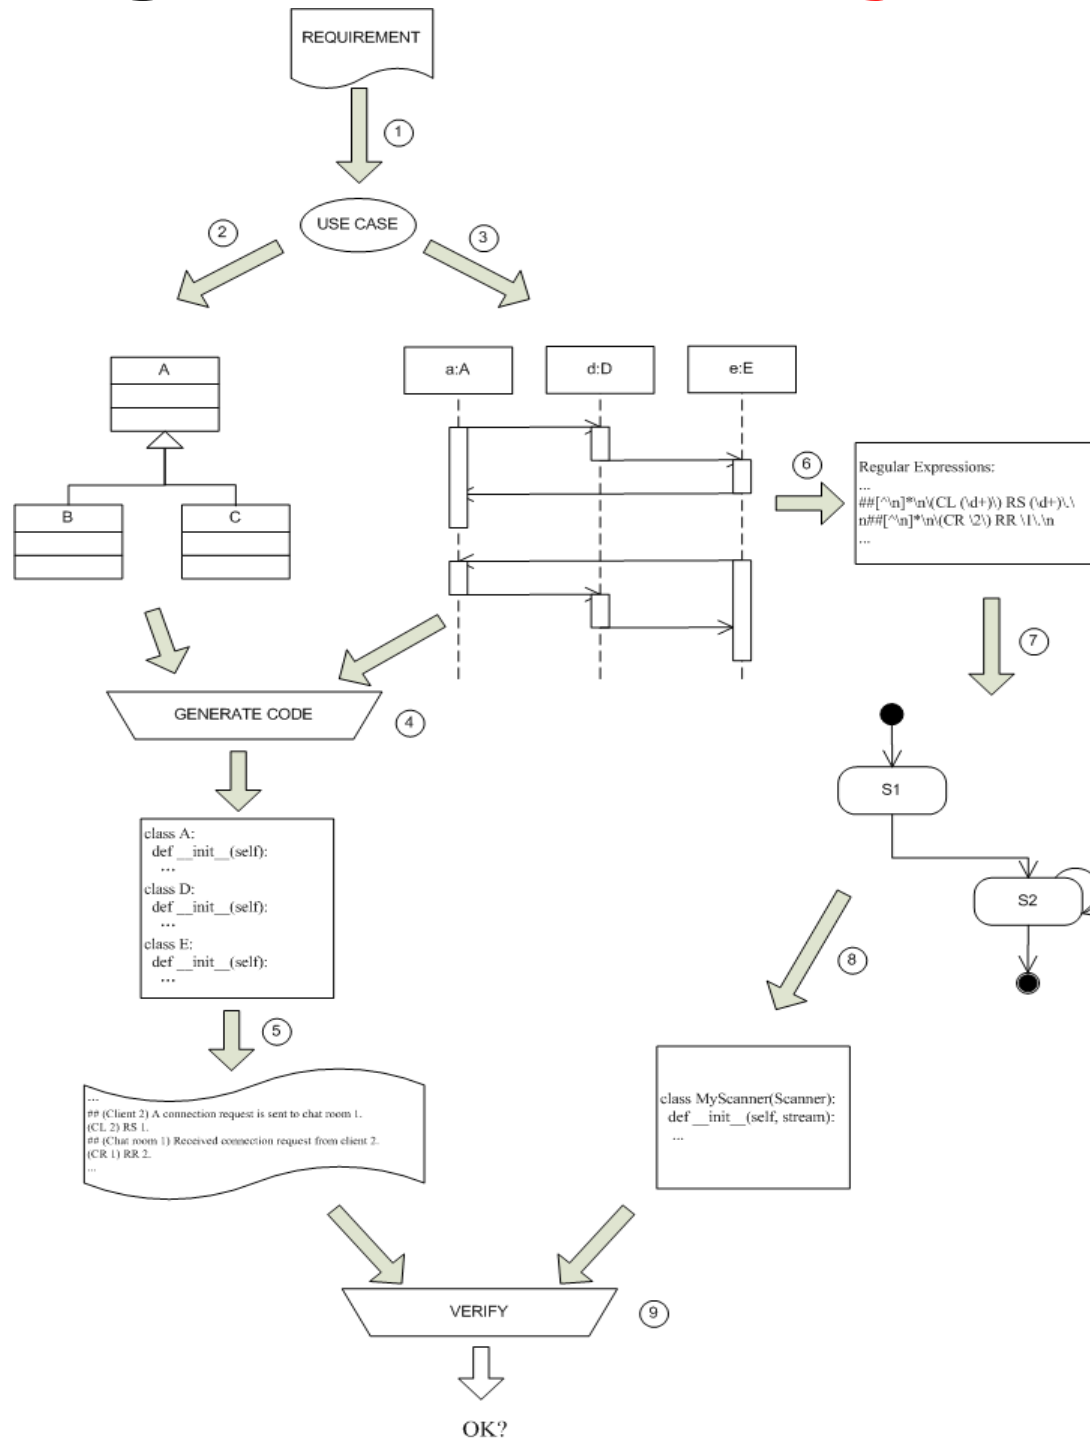 REQUIREMENT
1
USE CASE
2
3
A
B
C
a:A
d:D
e:E
6
Regular Expressions:
...
##[^\n]*\n\(CL (\d+)\) RS (\d+)\.\
n##[^\n]*\n\(CR \2\) RR \1\.\n
...
7
GENERATE CODE
4
S1
S2
class A:
def __init__(self):
...
class D:
def __init__(self):
...
class E:
def __init__(self):
...
8
5
...
## (Client 2) A connection request is sent to chat room 1.
(CL 2) RS 1.
## (Chat room 1) Received connection request from client 2.
(CR 1) RR 2.
...
class MyScanner(Scanner):
def __init__(self, stream):
...
VERIFY
9
OK?